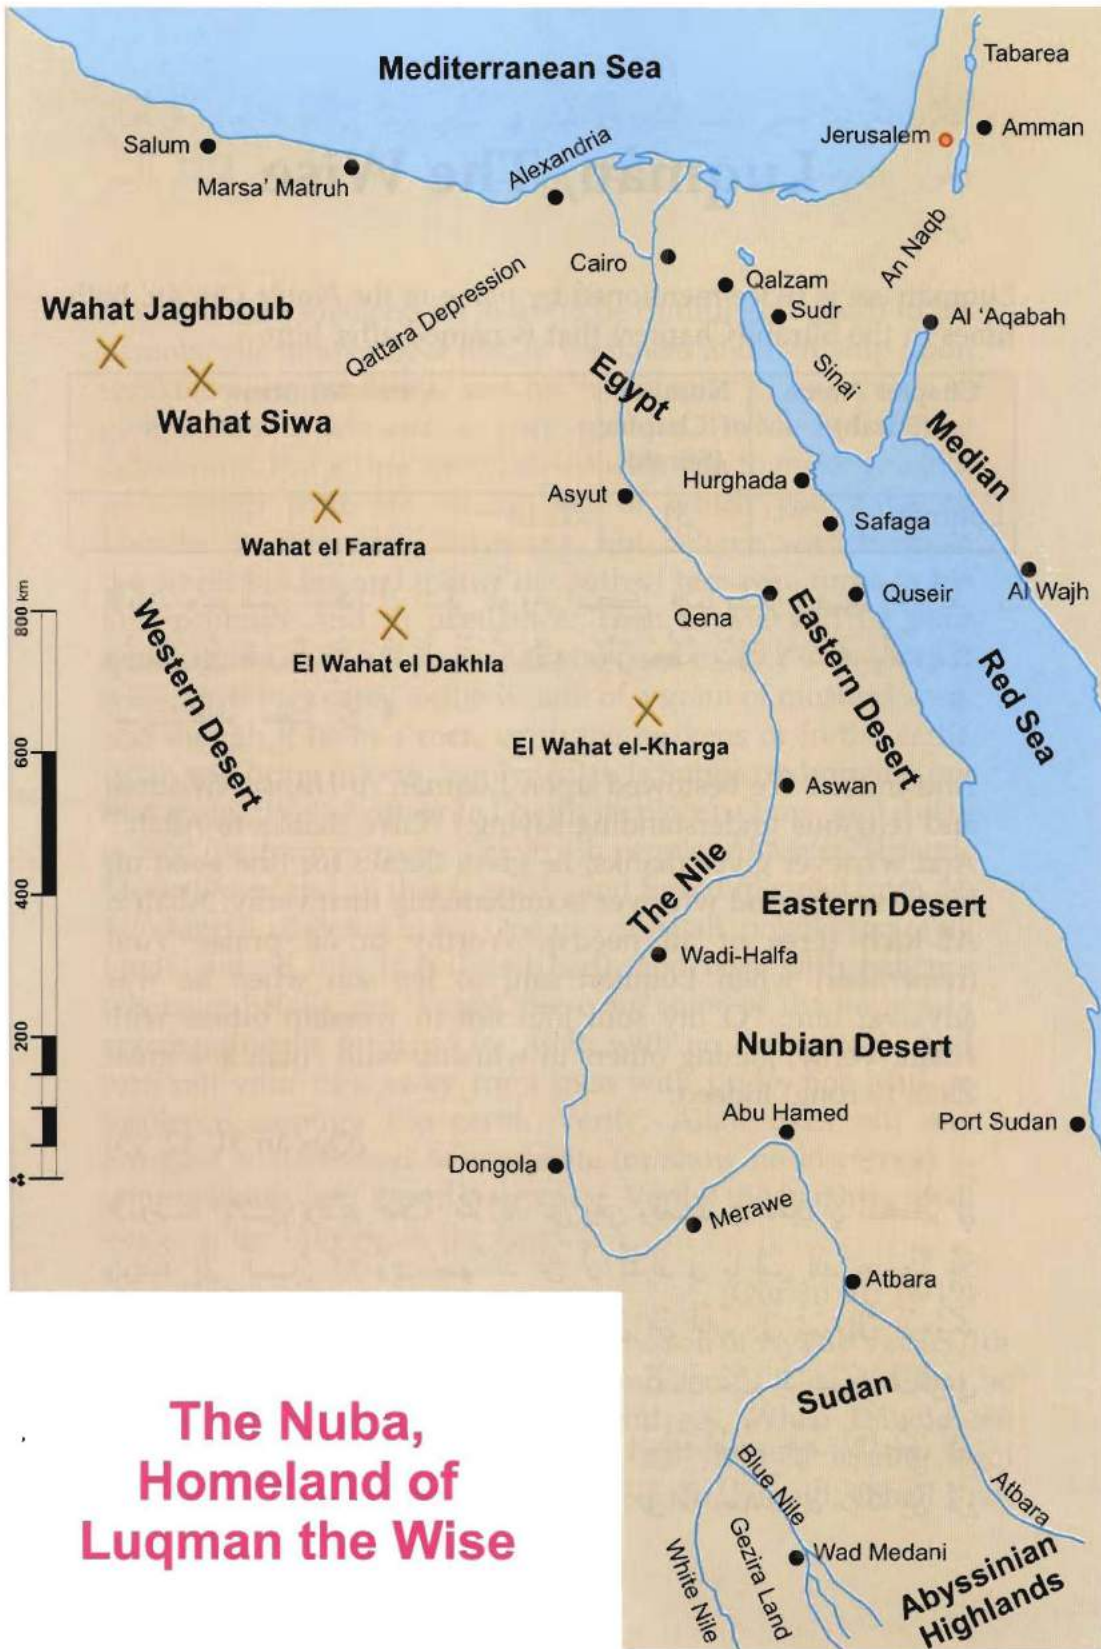 Mediterranean Sea
Tabarea
Salum
Jerusalem
Amman
Marsa' Matruh
Alexandria
Cairo
An Naqb
Qalzam
Qattara Depression
Wahat Jaghboub
Sudr
Al 'Aqabah
Sinai
Egypt
Wahat Siwa
Median
Asyut
Hurghada
Safaga
Wahat el Farafra
800 km
Western Desert
El Wahat el Dakhla
Qena
Eastern Desert
Quseir
Al Wajh
Red Sea
El Wahat el-Kharga
600
Aswan
400
The Nile
Eastern Desert
Wadi-Halfa
200
Nubian Desert
Abu Hamed
Port Sudan
Dongola
Merawe
Atbara
Sudan
The Nuba,
Homeland of
Luqman the Wise
Blue Nile
Atbara
White Nile
Gezira Land
Wad Medani
Abyssinian
Highlands